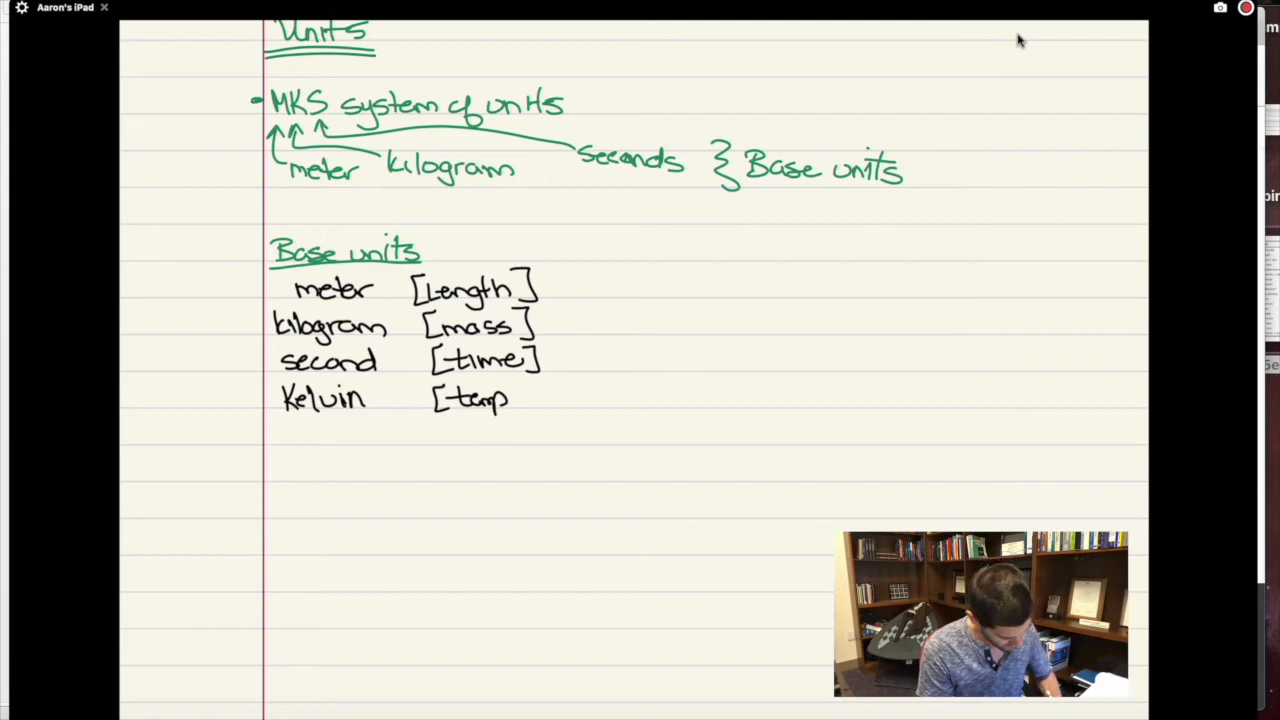 Aaron's iPad
Units
MKS system of units
meter kilogram seconds } Base units
Base units
meter [Length]
kilogram [mass]
second [time]
Kelvin [temp